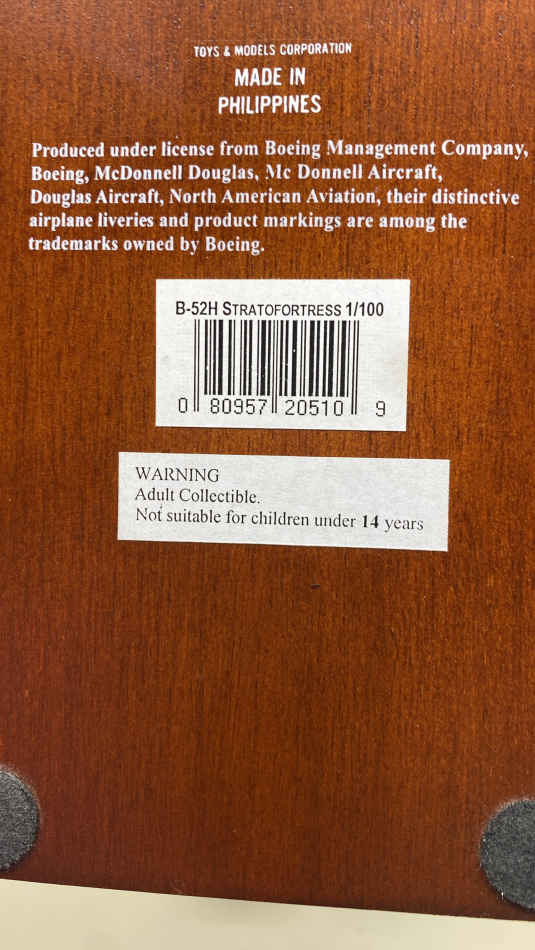 TOYS & MODELS CORPORATION
MADE IN
PHILIPPINES
Produced under license from Boeing Management Company,
Boeing, McDonnell Douglas, Mc Donnell Aircraft,
Douglas Aircraft, North American Aviation, their distinctive
airplane liveries and product markings are among the
trademarks owned by Boeing.
B-52H STRATOFORTRESS 1/100
0 80957 20510 9
WARNING
Adult Collectible.
Not suitable for children under 14 years